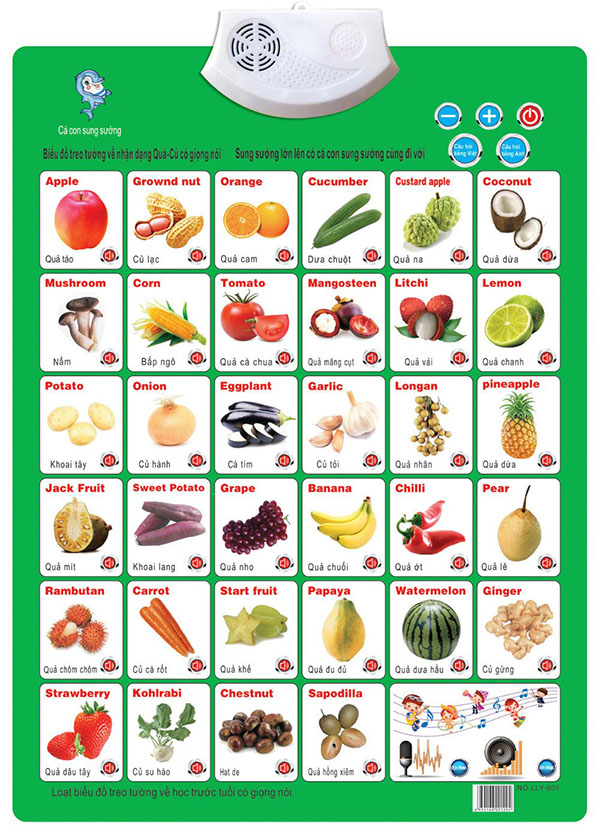 Cá con sung sướng
Câu hỏi tiếng Việt
Câu hỏi tiếng Anh
Biểu đồ treo tường về nhận dạng Quả-Củ có giọng nói
Sung sướng lớn lên có cá con sung sướng cùng đi với
Apple
Quả táo
Grownd nut
Củ lạc
Orange
Quả cam
Cucumber
Dưa chuột
Custard apple
Quả na
Coconut
Quả dừa
Mushroom
Nấm
Corn
Bắp ngô
Tomato
Quả cà chua
Mangosteen
Quả măng cụt
Litchi
Quả vải
Lemon
Quả chanh
Potato
Khoai tây
Onion
Củ hành
Eggplant
Cà tím
Garlic
Củ tỏi
Longan
Quả nhãn
pineapple
Quả dứa
Jack Fruit
Quả mít
Sweet Potato
Khoai lang
Grape
Quả nho
Banana
Quả chuối
Chilli
Quả ớt
Pear
Quả lê
Rambutan
Quả chôm chôm
Carrot
Củ cà rốt
Start fruit
Quả khế
Papaya
Quả đu đủ
Watermelon
Quả dưa hấu
Ginger
Củ gừng
Strawberry
Quả dâu tây
Kohlrabi
Củ su hào
Chestnut
Hat de
Sapodilla
Quả hồng xiêm
NO.LLY-801
Loạt biểu đồ treo tường về học trước tuổi có giọng nói